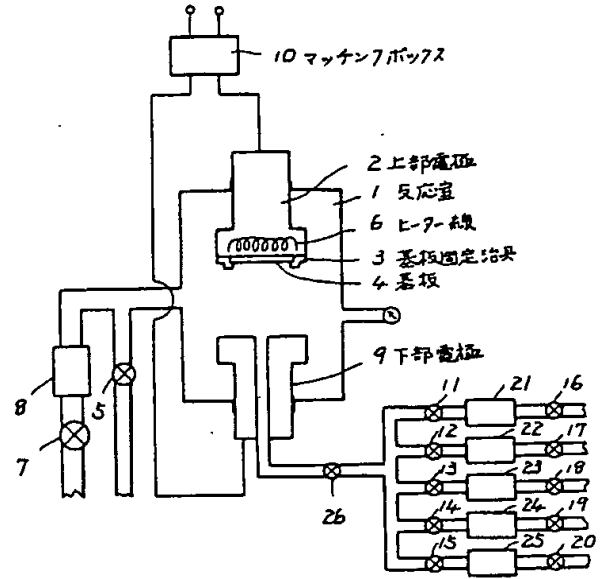 10 マッチングボックス
2 上部電極
1 反応室
6 ヒーター線
3 基板固定治具
4 基板
9 下部電極
8
5
7
26
11 21 16
12 22 17
13 23 18
14 24 19
15 25 20